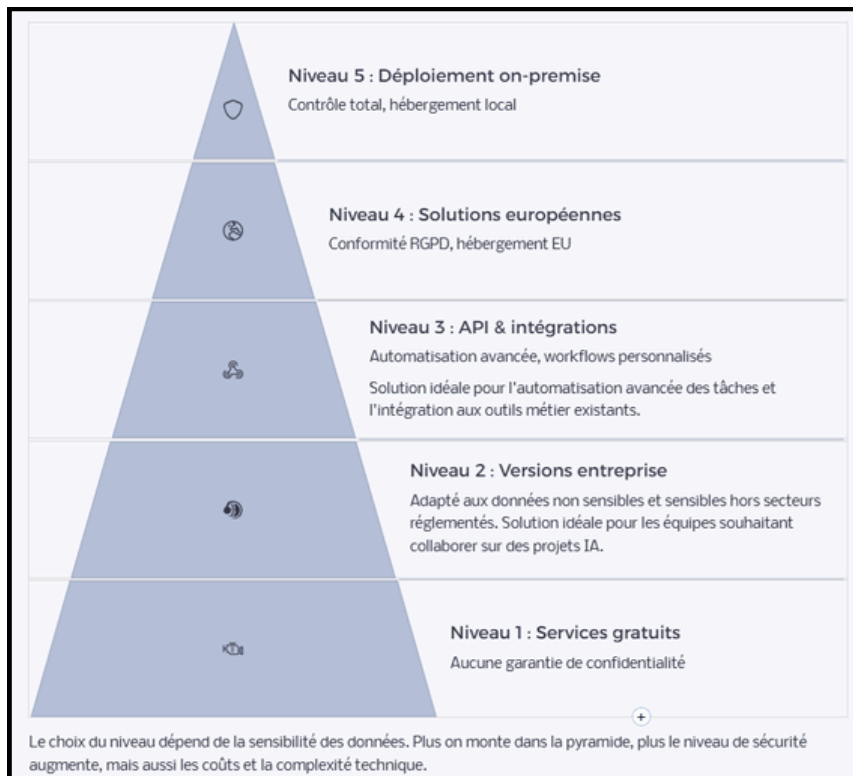 Niveau 5 : Déploiement on-premise
Contrôle total, hébergement local
Niveau 4 : Solutions européennes
Conformité RGPD, hébergement EU
Niveau 3 : API & intégrations
Automatisation avancée, workflows personnalisés
Solution idéale pour l'automatisation avancée des tâches et
l'intégration aux outils métier existants.
Niveau 2 : Versions entreprise
Adapté aux données non sensibles et sensibles hors secteurs
réglementés. Solution idéale pour les équipes souhaitant
collaborer sur des projets IA.
Niveau 1 : Services gratuits
Aucune garantie de confidentialité
Le choix du niveau dépend de la sensibilité des données. Plus on monte dans la pyramide, plus le niveau de sécurité
augmente, mais aussi les coûts et la complexité technique.